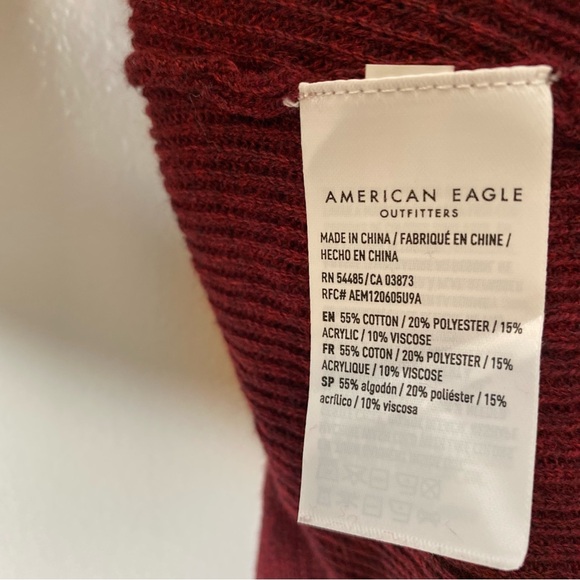 AMERICAN EAGLE
OUTFITTERS
MADE IN CHINA / FABRIQUÉ EN CHINE /
HECHO EN CHINA
RN 54485/CA 03873
RFC# AEM120605U9A
EN 55% COTTON / 20% POLYESTER / 15%
ACRYLIC / 10% VISCOSE
FR 55% COTON / 20% POLYESTER / 15%
ACRYLIQUE / 10% VISCOSE
SP 55% algodón / 20% poliéster / 15%
acrílico / 10% viscosa